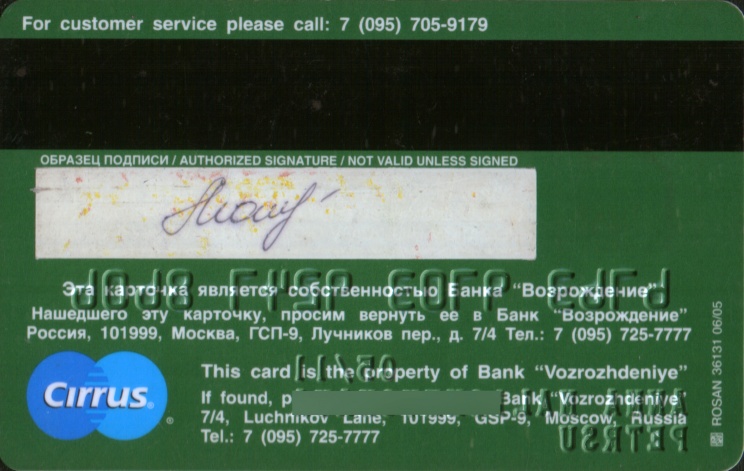 For customer service please call: 7 (095) 705-9179
ОБРАЗЕЦ ПОДПИСИ / AUTHORIZED SIGNATURE / NOT VALID UNLESS SIGNED
Эта карточка является собственностью Банка "Возрождение"
Нашедшего эту карточку, просим вернуть ее в Банк "Возрождение"
Россия, 101999, Москва, ГСП-9, Лучников пер., д. 7/4 Тел.: 7 (095) 725-7777
This card is the property of Bank "Vozrozhdeniye"
If found, Bank "Vozrozhdeniye"
7/4, Luchnikov Lane, 101999, GSP-9, Moscow, Russia
Tel.: 7 (095) 725-7777
Cirrus
ROSAN 36131 06/05